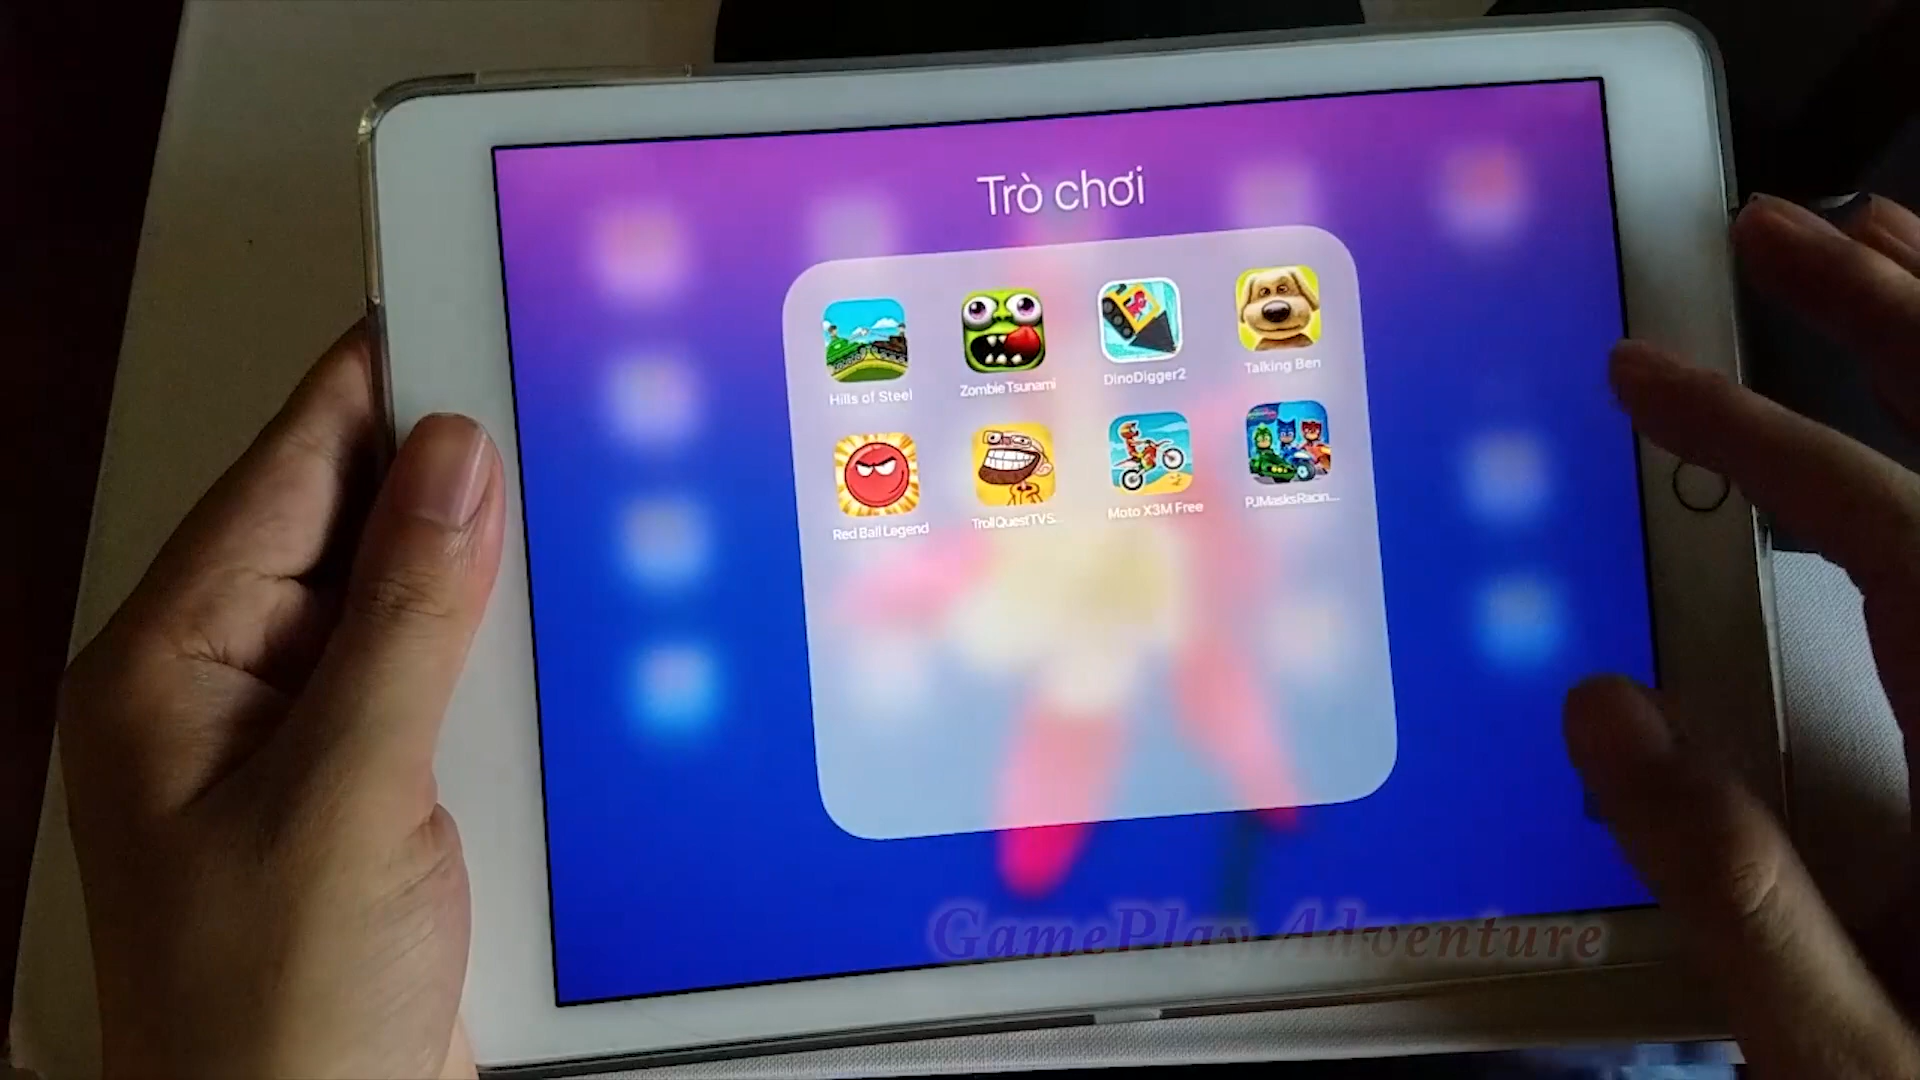 Trò chơi
Hills of Steel
Zombie Tsunami
DinoDigger2
Talking Ben
Red Ball Legend
TrollQuestTVS...
Moto X3M Free
PJMasksRacin...
GamePlay Adventure